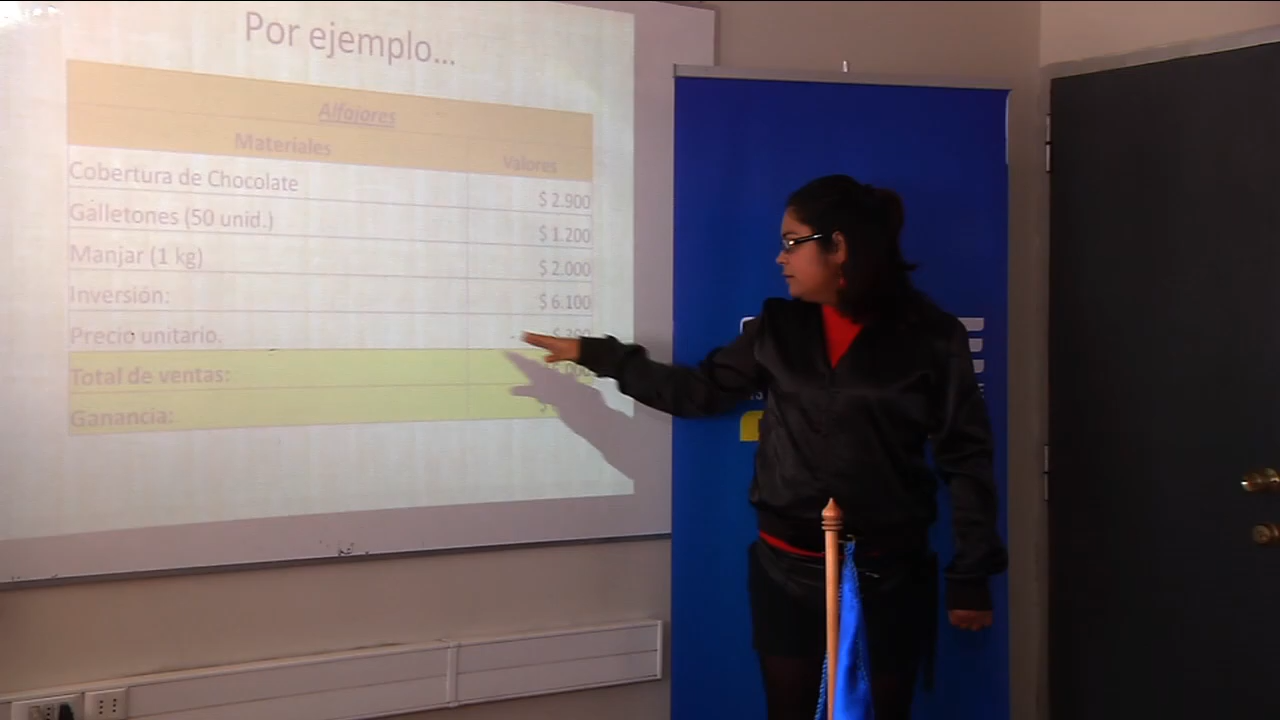 Por ejemplo...
Alfajores
Materiales Valores
Cobertura de Chocolate $ 2.900
Galletones (50 unid.) $ 1.200
Manjar (1 kg) $ 2.000
Inversión: $ 6.100
Precio unitario. $ 300
Total de ventas:
Ganancia: